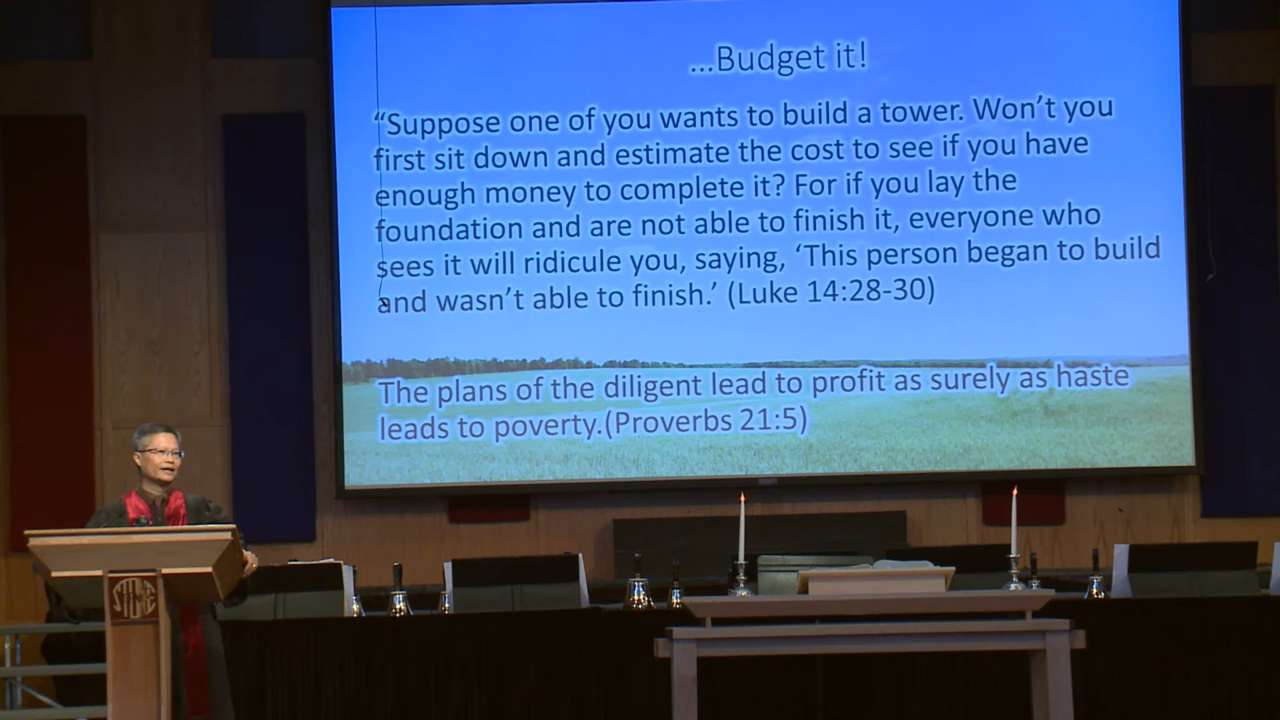 ...Budget it!
“Suppose one of you wants to build a tower. Won’t you
first sit down and estimate the cost to see if you have
enough money to complete it? For if you lay the
foundation and are not able to finish it, everyone who
sees it will ridicule you, saying, ‘This person began to build
and wasn’t able to finish.’ (Luke 14:28-30)
The plans of the diligent lead to profit as surely as haste
leads to poverty.(Proverbs 21:5)